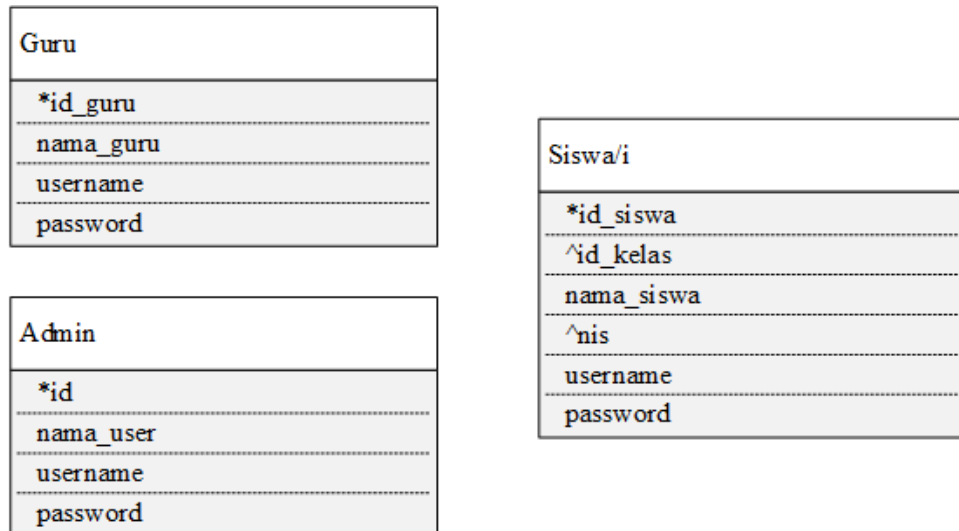 Guru
*id_guru
nama_guru
username
password
Admin
*id
nama_user
username
password
Siswa/i
*id_siswa
^id_kelas
nama_siswa
^nis
username
password